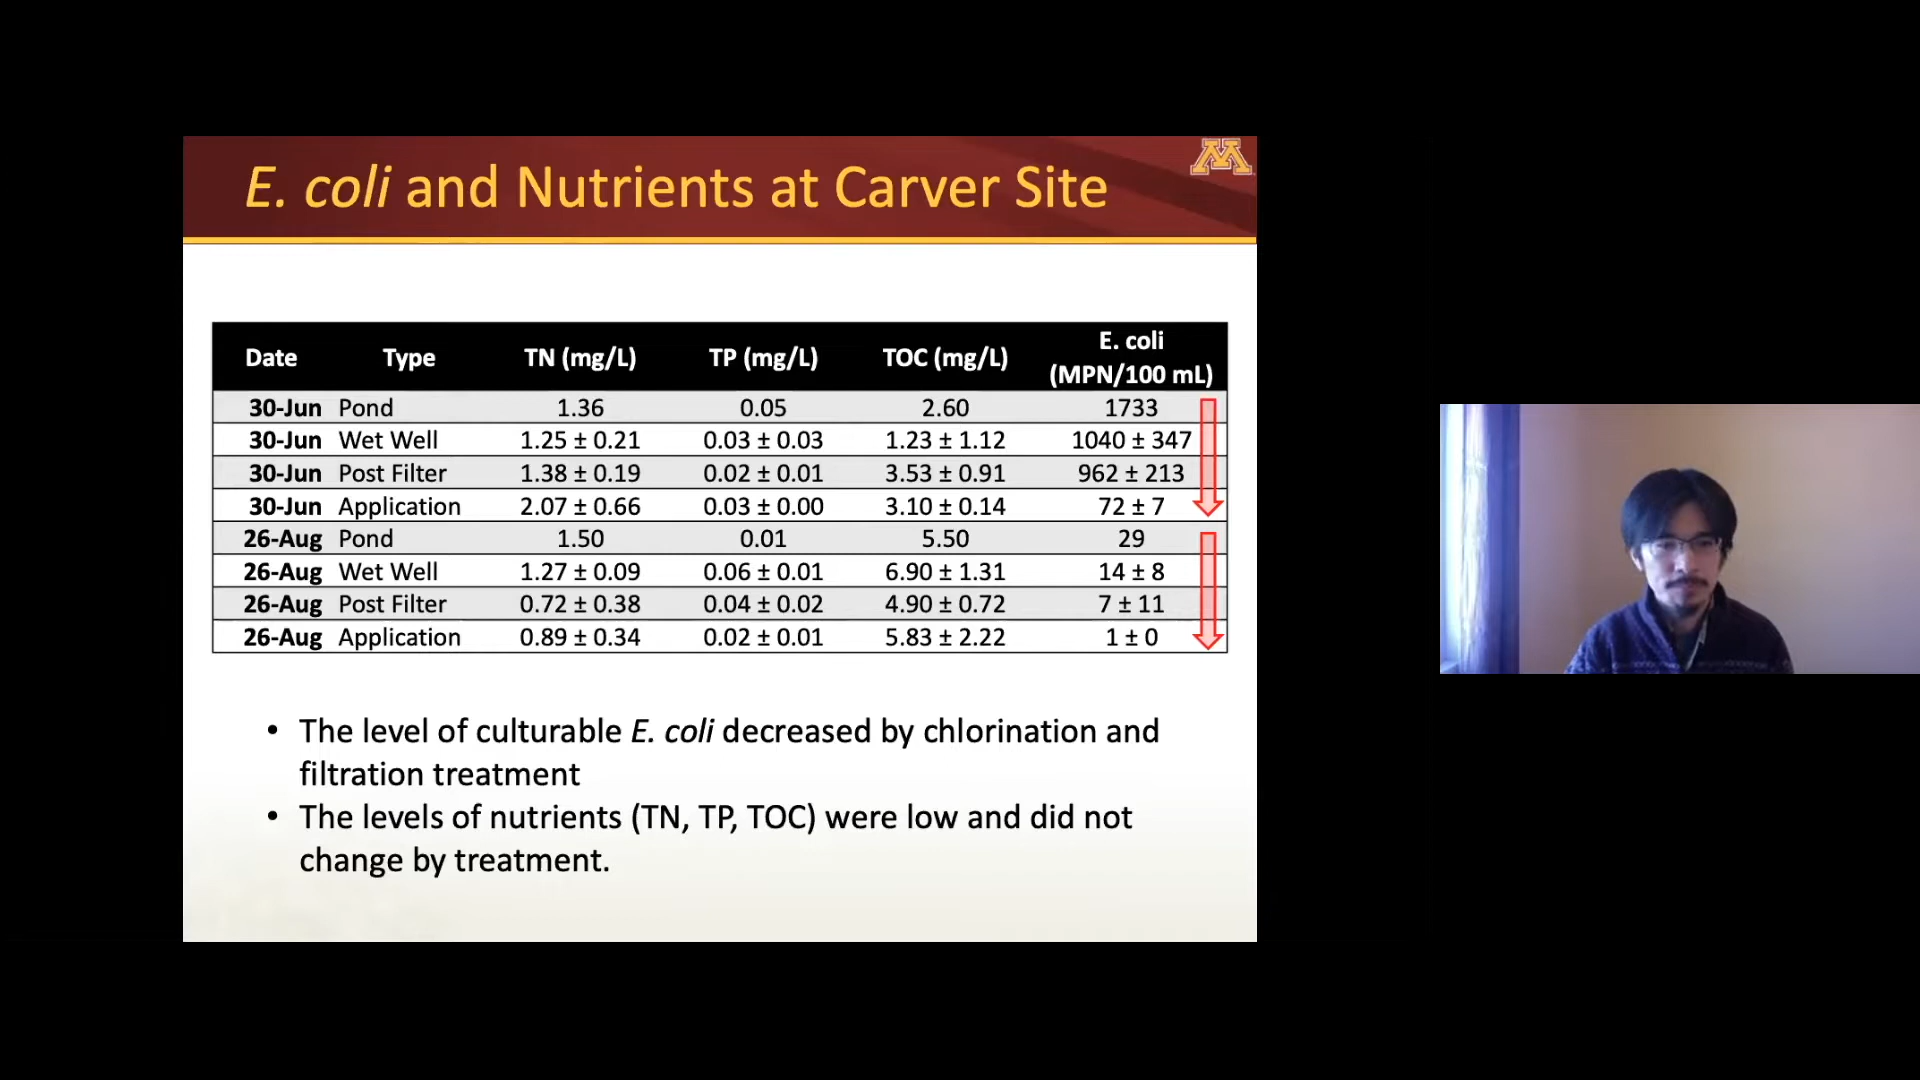 M
E. coli and Nutrients at Carver Site
Date Type TN (mg/L) TP (mg/L) TOC (mg/L) E. coli (MPN/100 mL)
30-Jun Pond 1.36 0.05 2.60 1733
30-Jun Wet Well 1.25 ± 0.21 0.03 ± 0.03 1.23 ± 1.12 1040 ± 347
30-Jun Post Filter 1.38 ± 0.19 0.02 ± 0.01 3.53 ± 0.91 962 ± 213
30-Jun Application 2.07 ± 0.66 0.03 ± 0.00 3.10 ± 0.14 72 ± 7
26-Aug Pond 1.50 0.01 5.50 29
26-Aug Wet Well 1.27 ± 0.09 0.06 ± 0.01 6.90 ± 1.31 14 ± 8
26-Aug Post Filter 0.72 ± 0.38 0.04 ± 0.02 4.90 ± 0.72 7 ± 11
26-Aug Application 0.89 ± 0.34 0.02 ± 0.01 5.83 ± 2.22 1 ± 0
• The level of culturable E. coli decreased by chlorination and
filtration treatment
• The levels of nutrients (TN, TP, TOC) were low and did not
change by treatment.